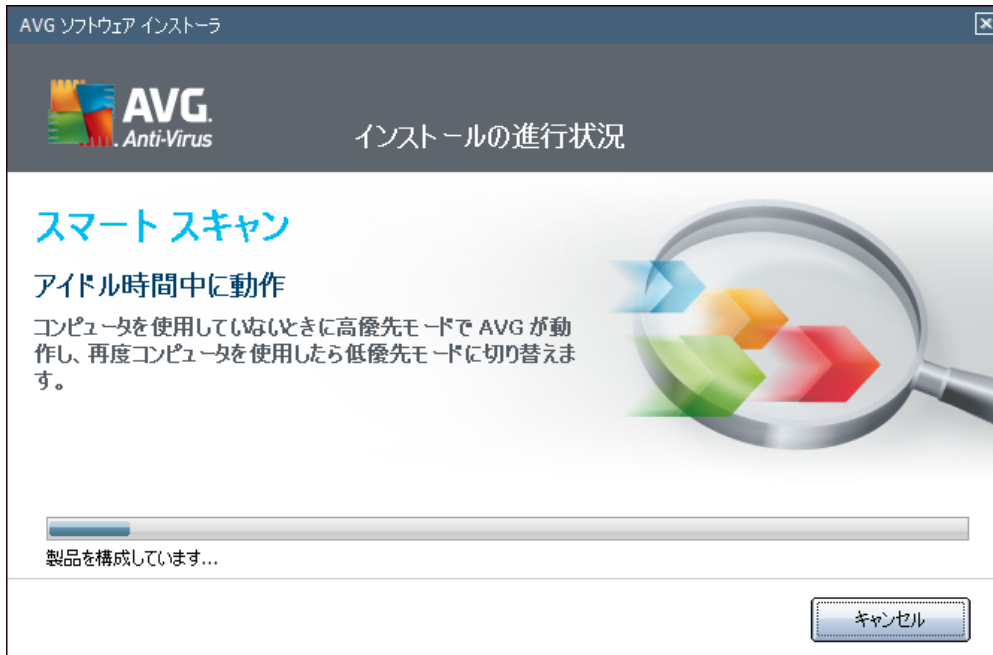 AVG ソフトウェア インストーラ
AVG.
Anti-Virus
インストールの進行状況
スマート スキャン
アイドル時間中に動作
コンピュータを使用していないときに高優先モードで AVG が動
作し、再度コンピュータを使用したら低優先モードに切り替えま
す。
製品を構成しています...
キャンセル